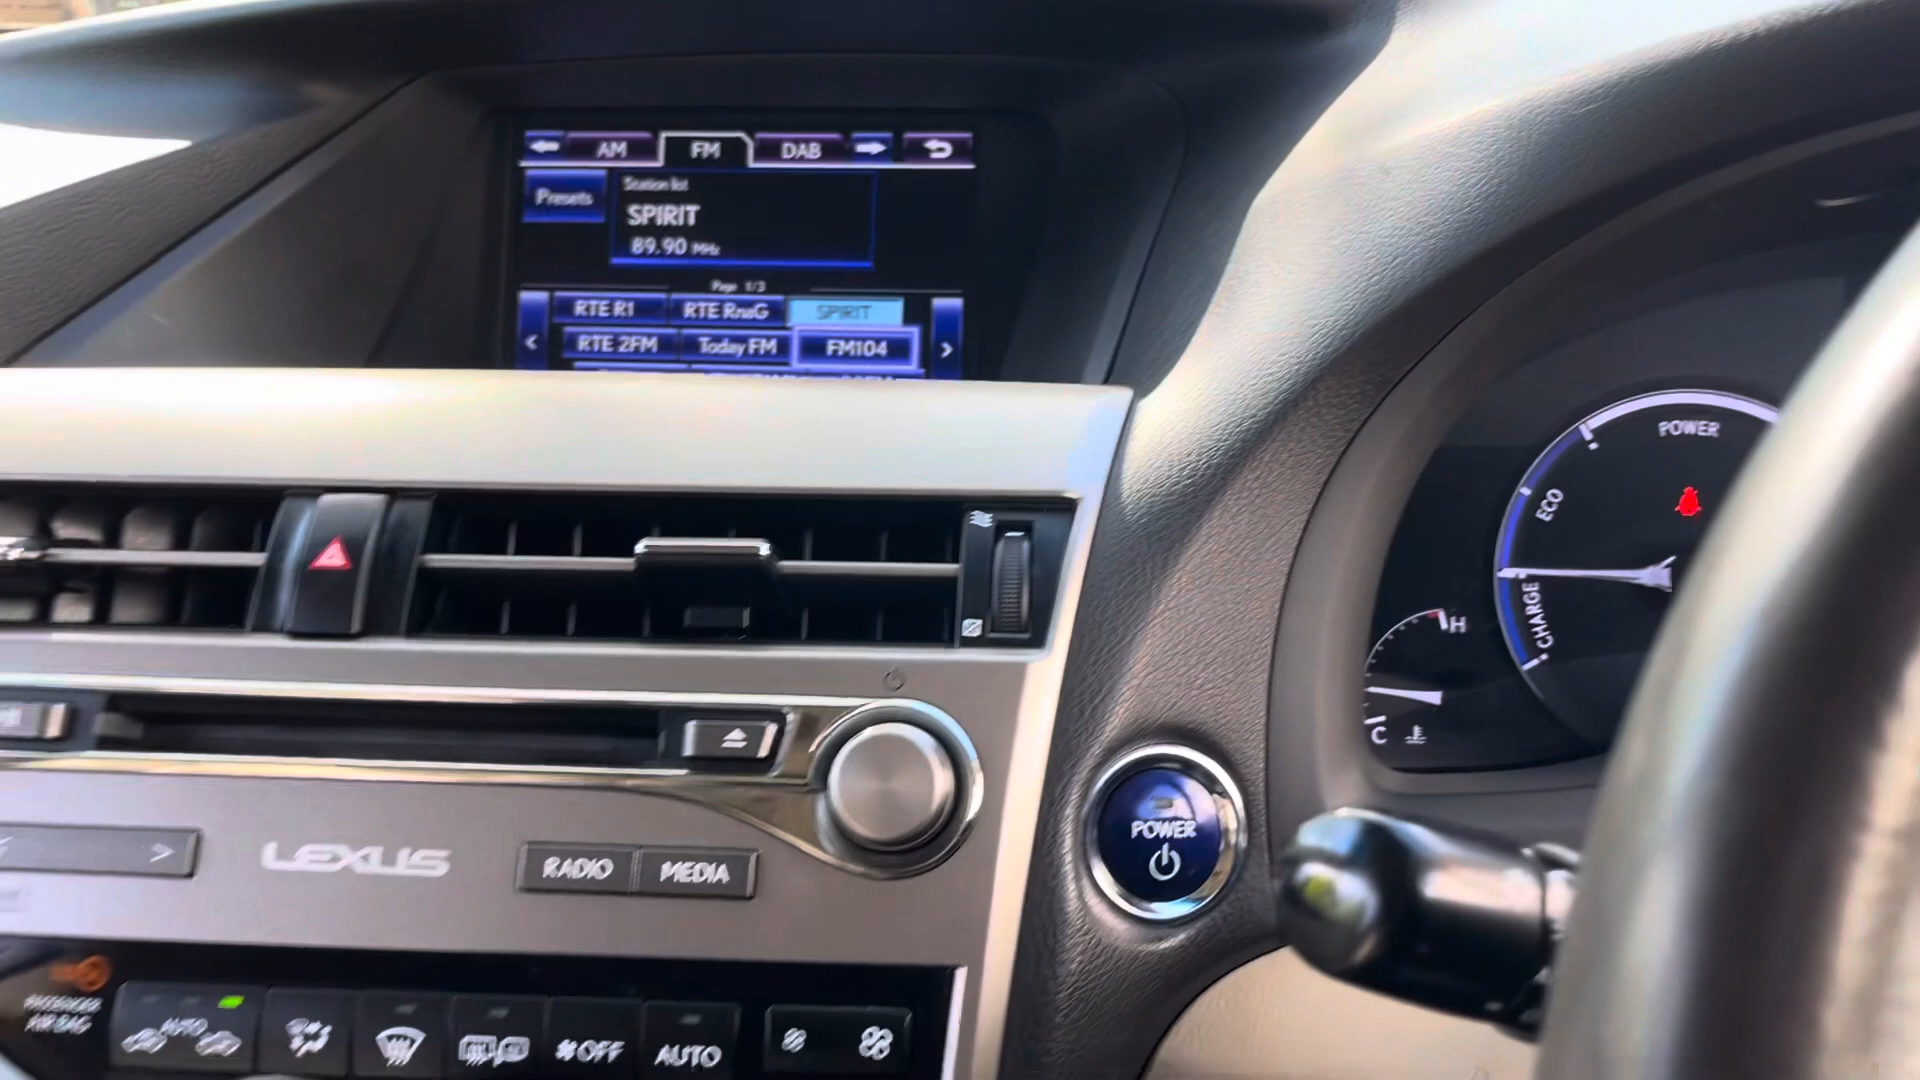 AM FM DAB
Presets
Station list
SPIRIT
89.90 MHz
Page 1/3
RTE R1 RTE RnaG SPIRIT
RTE 2FM Today FM FM104
POWER
ECO
CHARGE
H
C
LEXUS
RADIO MEDIA
POWER
PASSENGER
AIR BAG
AUTO
OFF
AUTO